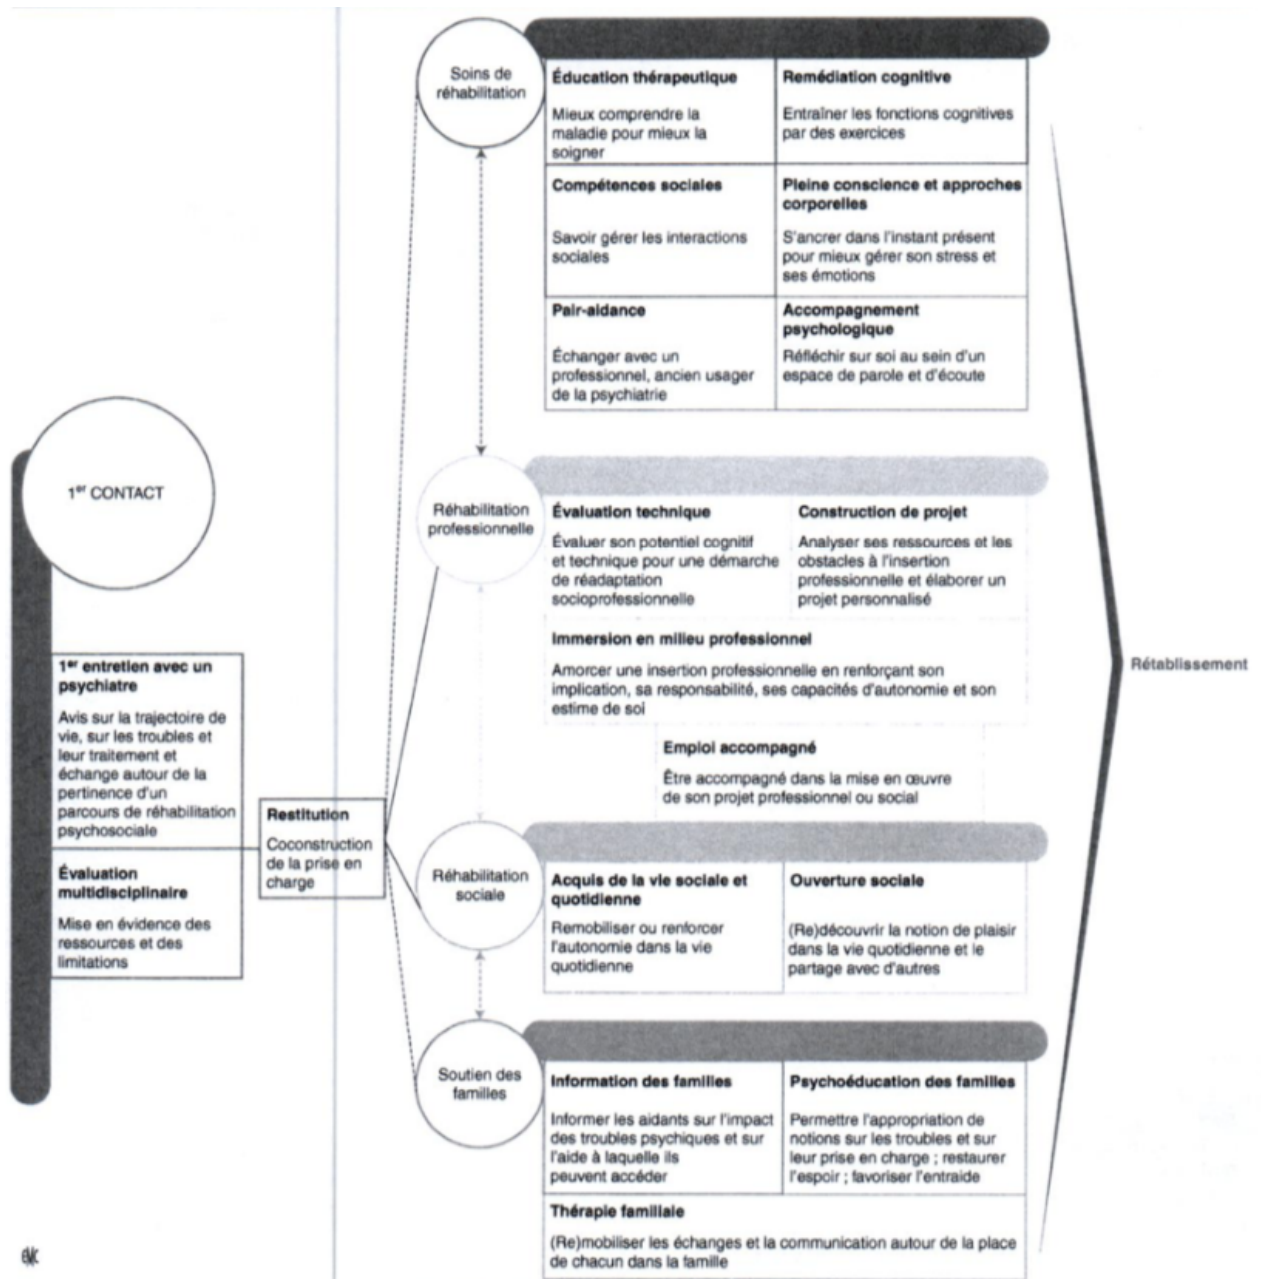 1er CONTACT
1er entretien avec un
psychiatre
Avis sur la trajectoire de
vie, sur les troubles et
leur traitement et
échange autour de la
pertinence d'un
parcours de réhabilitation
psychosociale
Évaluation
multidisciplinaire
Mise en évidence des
ressources et des
limitations
Restitution
Coconstruction
de la prise en
charge
Soins de
réhabilitation
Éducation thérapeutique
Mieux comprendre la
maladie pour mieux la
soigner
Remédiation cognitive
Entraîner les fonctions cognitives
par des exercices
Compétences sociales
Savoir gérer les interactions
sociales
Pleine conscience et approches
corporelles
S'ancrer dans l'instant présent
pour mieux gérer son stress et
ses émotions
Pair-aidance
Échanger avec un
professionnel, ancien usager
de la psychiatrie
Accompagnement
psychologique
Réfléchir sur soi au sein d'un
espace de parole et d'écoute
Réhabilitation
professionnelle
Évaluation technique
Évaluer son potentiel cognitif
et technique pour une démarche
de réadaptation
socioprofessionnelle
Construction de projet
Analyser ses ressources et les
obstacles à l'insertion
professionnelle et élaborer un
projet personnalisé
Immersion en milieu professionnel
Amorcer une insertion professionnelle en renforçant son
implication, sa responsabilité, ses capacités d'autonomie et son
estime de soi
Emploi accompagné
Être accompagné dans la mise en œuvre
de son projet professionnel ou social
Réhabilitation
sociale
Acquis de la vie sociale et
quotidienne
Remobiliser ou renforcer
l'autonomie dans la vie
quotidienne
Ouverture sociale
(Re)découvrir la notion de plaisir
dans la vie quotidienne et le
partage avec d'autres
Soutien des
familles
Information des familles
Informer les aidants sur l'impact
des troubles psychiques et sur
l'aide à laquelle ils
peuvent accéder
Psychoéducation des familles
Permettre l'appropriation de
notions sur les troubles et sur
leur prise en charge ; restaurer
l'espoir ; favoriser l'entraide
Thérapie familiale
(Re)mobiliser les échanges et la communication autour de la place
de chacun dans la famille
Rétablissement